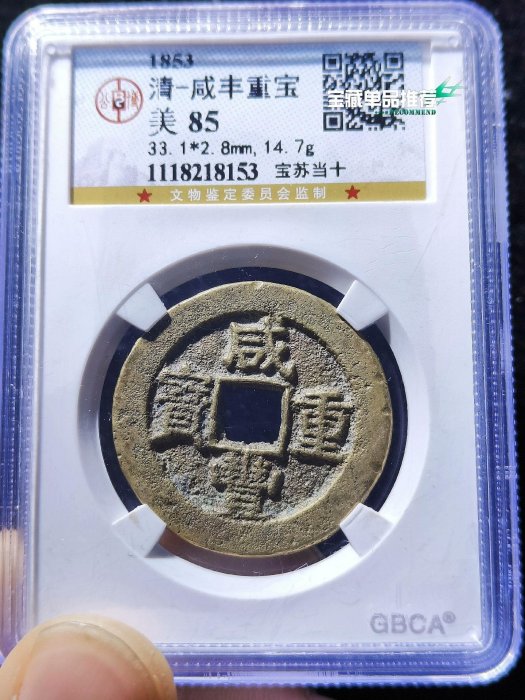 1853
清-咸丰重宝
宝藏单品推荐
RECOMMEND
美 85
33.1*2.8mm,14.7g
1118218153 宝苏当十
★ 文物鉴定委员会监制 ★
咸
寶 重
豐
GBCA®